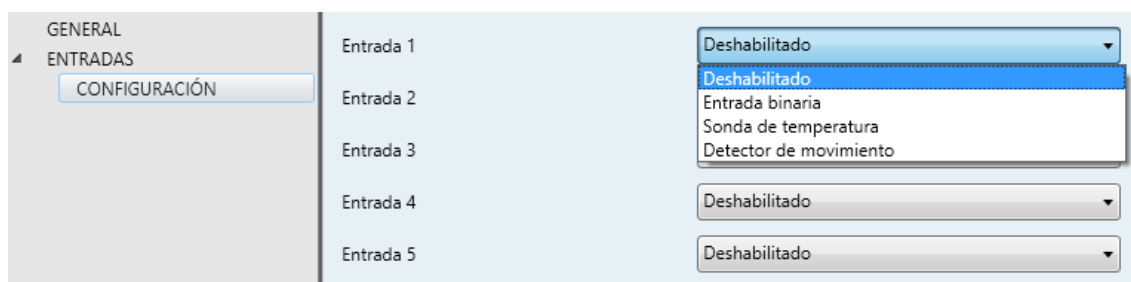 GENERAL
ENTRADAS
CONFIGURACIÓN
Entrada 1
Deshabilitado
Deshabilitado
Entrada binaria
Sonda de temperatura
Detector de movimiento
Entrada 2
Entrada 3
Entrada 4
Deshabilitado
Entrada 5
Deshabilitado